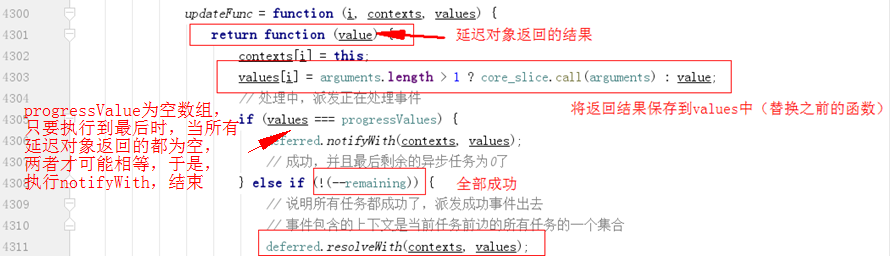 4300 updateFunc = function (i, contexts, values) {
4301 return function (value) { 延迟对象返回的结果
4302 contexts[i] = this;
4303 values[i] = arguments.length > 1 ? core_slice.call(arguments) : value;
4304 // 处理中，派发正在处理事件
将返回结果保存到values中（替换之前的函数）
4305 if (values === progressValues) {
4306 deferred.notifyWith(contexts, values);
4307 // 成功，并且最后剩余的异步任务为0了
4308 } else if (!(--remaining)) { 全部成功
4309 // 说明所有任务都成功了，派发成功事件出去
4310 // 事件包含的上下文是当前任务前边的所有任务的一个集合
4311 deferred.resolveWith(contexts, values);
progressValue为空数组，
只要执行到最后时，当所有
延迟对象返回的都为空，
两者才可能相等，于是，
执行notifyWith，结束